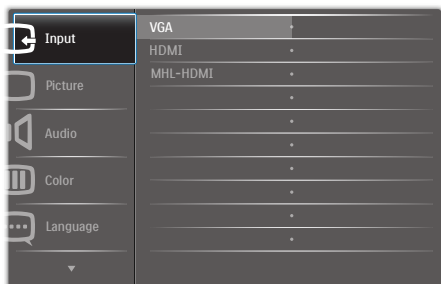 Input
Picture
Audio
Color
Language
VGA
HDMI
MHL-HDMI